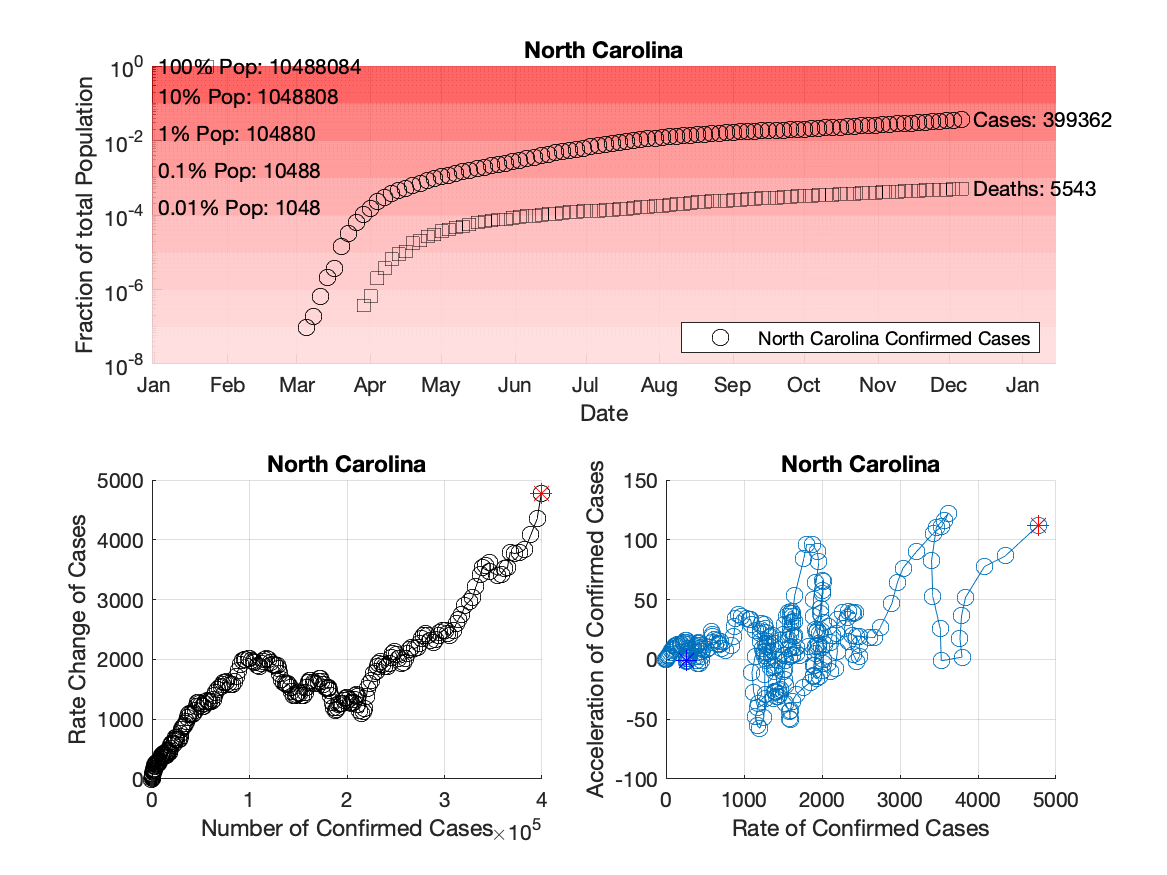 North Carolina
Fraction of total Population
10^0
10^-2
10^-4
10^-6
10^-8
100% Pop: 10488084
10% Pop: 1048808
1% Pop: 104880
0.1% Pop: 10488
0.01% Pop: 1048
Cases: 399362
Deaths: 5543
North Carolina Confirmed Cases
Jan Feb Mar Apr May Jun Jul Aug Sep Oct Nov Dec Jan
Date
North Carolina
Rate Change of Cases
5000
4000
3000
2000
1000
0
0 1 2 3 4
Number of Confirmed Cases ×10^5
North Carolina
Acceleration of Confirmed Cases
150
100
50
0
-50
-100
0 1000 2000 3000 4000 5000
Rate of Confirmed Cases